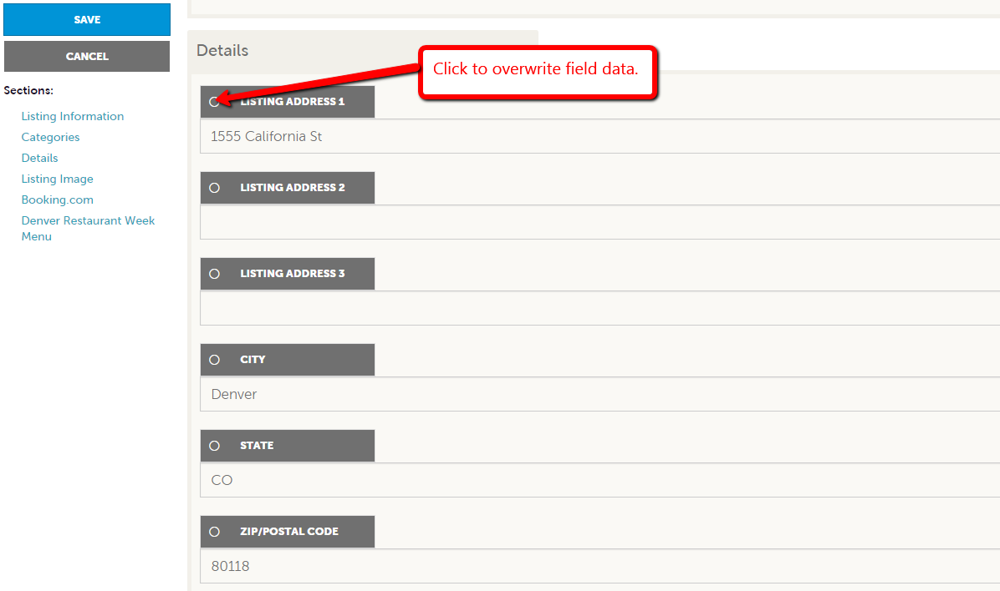 SAVE
CANCEL
Sections:
Listing Information
Categories
Details
Listing Image
Booking.com
Denver Restaurant Week
Menu
Details
Click to overwrite field data.
LISTING ADDRESS 1
1555 California St
LISTING ADDRESS 2
LISTING ADDRESS 3
CITY
Denver
STATE
CO
ZIP/POSTAL CODE
80118